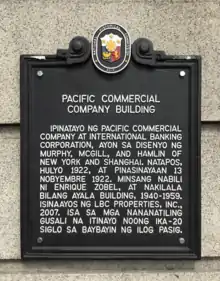 PACIFIC COMMERCIAL
COMPANY BUILDING
IPINATAYO NG PACIFIC COMMERCIAL
COMPANY AT INTERNATIONAL BANKING
CORPORATION, AYON SA DISENYO NG
MURPHY, MCGILL, AND HAMLIN OF
NEW YORK AND SHANGHAI. NATAPOS,
HULYO 1922, AT PINASINAYAAN 13
NOBYEMBRE 1922. MINSANG NABILI
NI ENRIQUE ZOBEL, AT NAKILALA
BILANG AYALA BUILDING, 1940-1959.
ISINAAYOS NG LBC PROPERTIES, INC.,
2007. ISA SA MGA NANANATILING
GUSALI NA ITINAYO NOONG IKA-20
SIGLO SA BAYBAYIN NG ILOG PASIG.